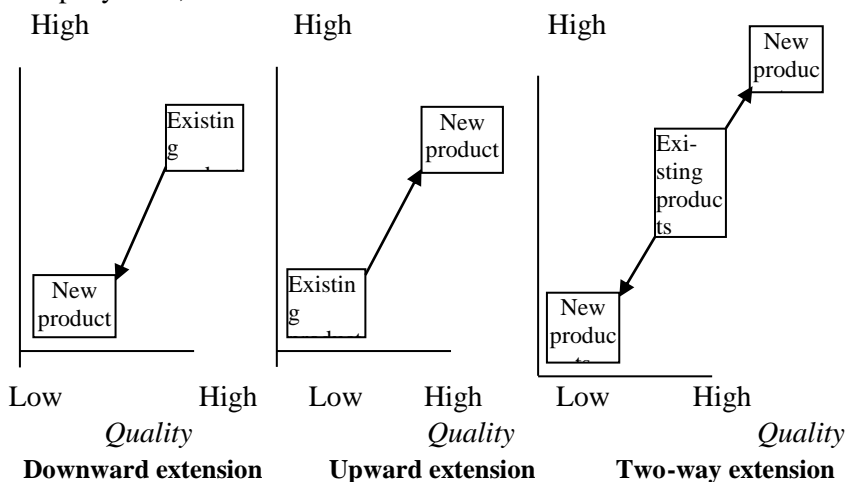 High High High
Existin
g
New
product
New
product
Existin
g
New
produc
Exi-
sting
produc
ts
New
produc
ts
Low High Low High Low High
Quality Quality Quality
Downward extension Upward extension Two-way extension